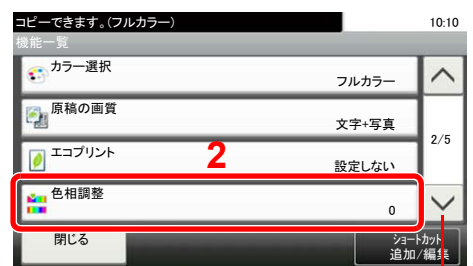 コピーできます。(フルカラー)
10:10
機能一覧
カラー選択
フルカラー
原稿の画質
文字+写真
2/5
エコプリント
2
設定しない
色相調整
0
閉じる
ショートカット
追加/編集